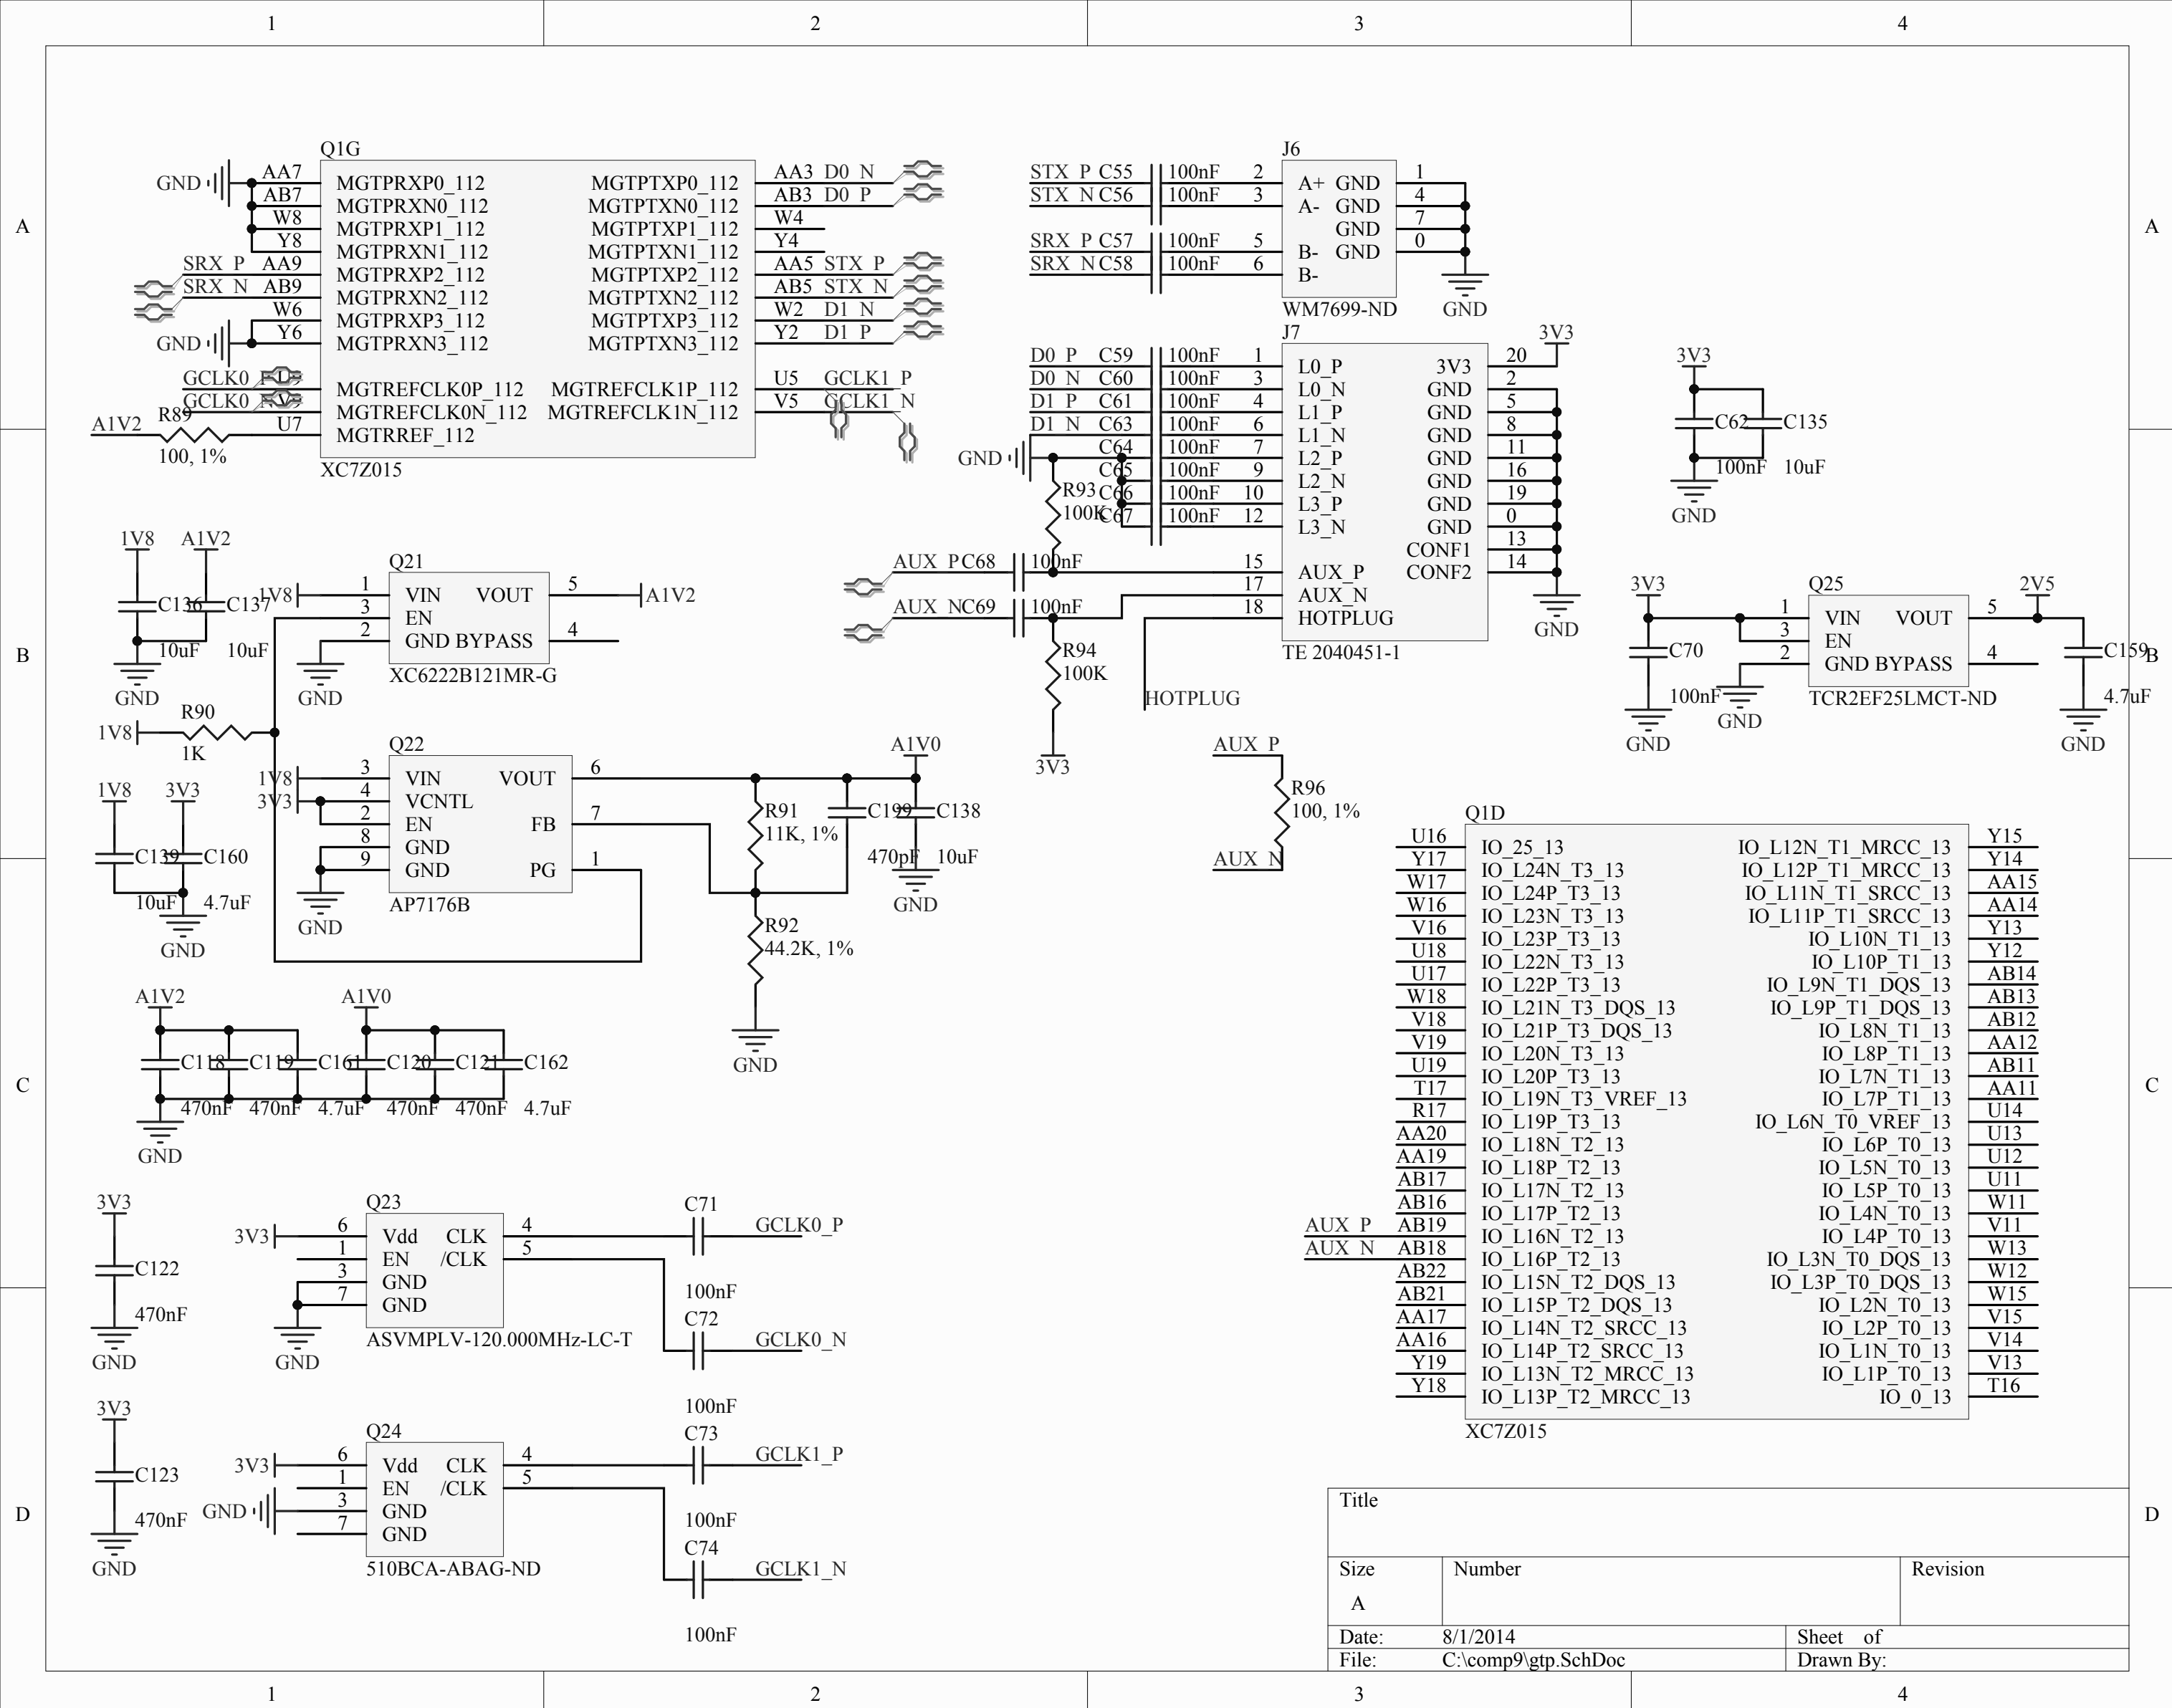 1 2 3 4
A A
B B
C C
D D
Q1G
GND
AA7 MGTPRXP0_112 MGTPTXP0_112 AA3 D0_N
AB7 MGTPRXN0_112 MGTPTXN0_112 AB3 D0_P
W8 MGTPRXP1_112 MGTPTXP1_112 W4
Y8 MGTPRXN1_112 MGTPTXN1_112 Y4
SRX_P AA9 MGTPRXP2_112 MGTPTXP2_112 AA5 STX_P
SRX_N AB9 MGTPRXN2_112 MGTPTXN2_112 AB5 STX_N
W6 MGTPRXP3_112 MGTPTXP3_112 W2 D1_N
GND Y6 MGTPRXN3_112 MGTPTXN3_112 Y2 D1_P
GCLK0 MGTREFCLK0P_112 MGTREFCLK1P_112 U5 GCLK1_P
GCLK0 MGTREFCLK0N_112 MGTREFCLK1N_112 V5 GCLK1_N
A1V2 R89 U7 MGTRREF_112
100, 1%
XC7Z015
J6
STX_P C55 100nF 2 A+ GND 1
STX_N C56 100nF 3 A- GND 4
GND 7
SRX_P C57 100nF 5 B- GND 0
SRX_N C58 100nF 6 B-
WM7699-ND GND
J7 3V3
D0_P C59 100nF 1 L0_P 3V3 20
D0_N C60 100nF 3 L0_N GND 2
D1_P C61 100nF 4 L1_P GND 5
D1_N C63 100nF 6 L1_N GND 8
GND C64 100nF 7 L2_P GND 11
C65 100nF 9 L2_N GND 16
R93 C66 100nF 10 L3_P GND 19
100K C67 100nF 12 L3_N GND 0
CONF1 13
AUX_P C68 100nF 15 AUX_P CONF2 14
17 AUX_N
AUX_N C69 100nF 18 HOTPLUG
GND
TE 2040451-1
R94
100K
HOTPLUG
3V3
3V3
C62 C135
100nF 10uF
GND
1V8 A1V2
C136 C137
10uF 10uF
GND
Q21
1V8 1 VIN VOUT 5 A1V2
3 EN
2 GND BYPASS 4
XC6222B121MR-G
GND
R90
1V8
1K
Q22
1V8 3 VIN VOUT 6
3V3 4 VCNTL
2 EN FB 7
8 GND
9 GND PG 1
AP7176B
GND
1V8 3V3
C139 C160
10uF 4.7uF
GND
A1V0
R91 C199 C138
11K, 1%
470pF 10uF
GND
R92
44.2K, 1%
GND
AUX_P
R96
100, 1%
AUX_N
3V3 Q25 2V5
1 VIN VOUT 5
3 EN
C70 2 GND BYPASS 4 C159
100nF TCR2EF25LMCT-ND 4.7uF
GND GND GND
A1V2 A1V0
C118 C119 C161 C120 C121 C162
470nF 470nF 4.7uF 470nF 470nF 4.7uF
GND
3V3
C122
470nF
GND
Q23
3V3 6 Vdd CLK 4
1 EN /CLK 5
3 GND
7 GND
ASVMPLV-120.000MHz-LC-T
GND
C71 GCLK0_P
100nF
C72 GCLK0_N
100nF
3V3
C123
470nF
GND
Q24
3V3 6 Vdd CLK 4
1 EN /CLK 5
GND 3 GND
7 GND
510BCA-ABAG-ND
C73 GCLK1_P
100nF
C74 GCLK1_N
100nF
Q1D
U16 IO_25_13 IO_L12N_T1_MRCC_13 Y15
Y17 IO_L24N_T3_13 IO_L12P_T1_MRCC_13 Y14
W17 IO_L24P_T3_13 IO_L11N_T1_SRCC_13 AA15
W16 IO_L23N_T3_13 IO_L11P_T1_SRCC_13 AA14
V16 IO_L23P_T3_13 IO_L10N_T1_13 Y13
U18 IO_L22N_T3_13 IO_L10P_T1_13 Y12
U17 IO_L22P_T3_13 IO_L9N_T1_DQS_13 AB14
W18 IO_L21N_T3_DQS_13 IO_L9P_T1_DQS_13 AB13
V18 IO_L21P_T3_DQS_13 IO_L8N_T1_13 AB12
V19 IO_L20N_T3_13 IO_L8P_T1_13 AA12
U19 IO_L20P_T3_13 IO_L7N_T1_13 AB11
T17 IO_L19N_T3_VREF_13 IO_L7P_T1_13 AA11
R17 IO_L19P_T3_13 IO_L6N_T0_VREF_13 U14
AA20 IO_L18N_T2_13 IO_L6P_T0_13 U13
AA19 IO_L18P_T2_13 IO_L5N_T0_13 U12
AB17 IO_L17N_T2_13 IO_L5P_T0_13 U11
AB16 IO_L17P_T2_13 IO_L4N_T0_13 W11
AUX_P AB19 IO_L16N_T2_13 IO_L4P_T0_13 V11
AUX_N AB18 IO_L16P_T2_13 IO_L3N_T0_DQS_13 W13
AB22 IO_L15N_T2_DQS_13 IO_L3P_T0_DQS_13 W12
AB21 IO_L15P_T2_DQS_13 IO_L2N_T0_13 W15
AA17 IO_L14N_T2_SRCC_13 IO_L2P_T0_13 V15
AA16 IO_L14P_T2_SRCC_13 IO_L1N_T0_13 V14
Y19 IO_L13N_T2_MRCC_13 IO_L1P_T0_13 V13
Y18 IO_L13P_T2_MRCC_13 IO_0_13 T16
XC7Z015
Title
Size Number Revision
A
Date: 8/1/2014 Sheet of
File: C:\comp9\gtp.SchDoc Drawn By:
1 2 3 4